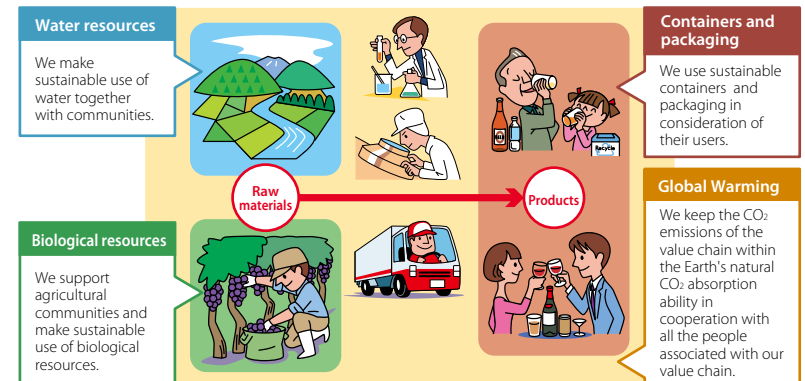 Water resources
We make
sustainable use of
water together
with communities.
Containers and
packaging
We use sustainable
containers and
packaging in
consideration of
their users.
Recycle
Raw
materials
Products
Biological resources
We support
agricultural
communities and
make sustainable
use of biological
resources.
Global Warming
We keep the CO2
emissions of the
value chain within
the Earth's natural
CO2 absorption
ability in
cooperation with
all the people
associated with our
value chain.